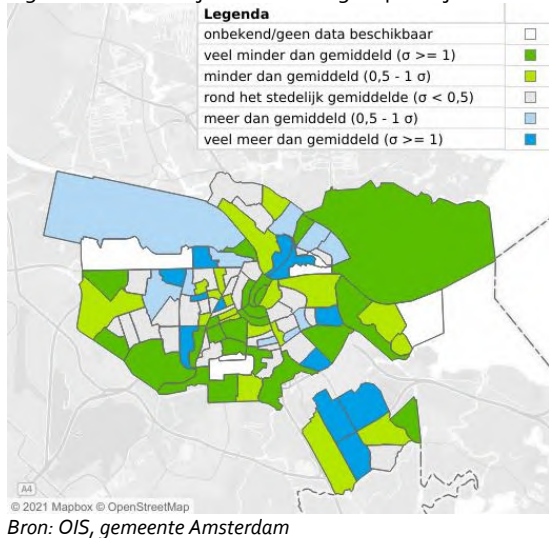 Legenda
onbekend/geen data beschikbaar
veel minder dan gemiddeld (σ >= 1)
minder dan gemiddeld (0,5 - 1 σ)
rond het stedelijk gemiddelde (σ < 0,5)
meer dan gemiddeld (0,5 - 1 σ)
veel meer dan gemiddeld (σ >= 1)
A4
© 2021 Mapbox © OpenStreetMap
Bron: OIS, gemeente Amsterdam